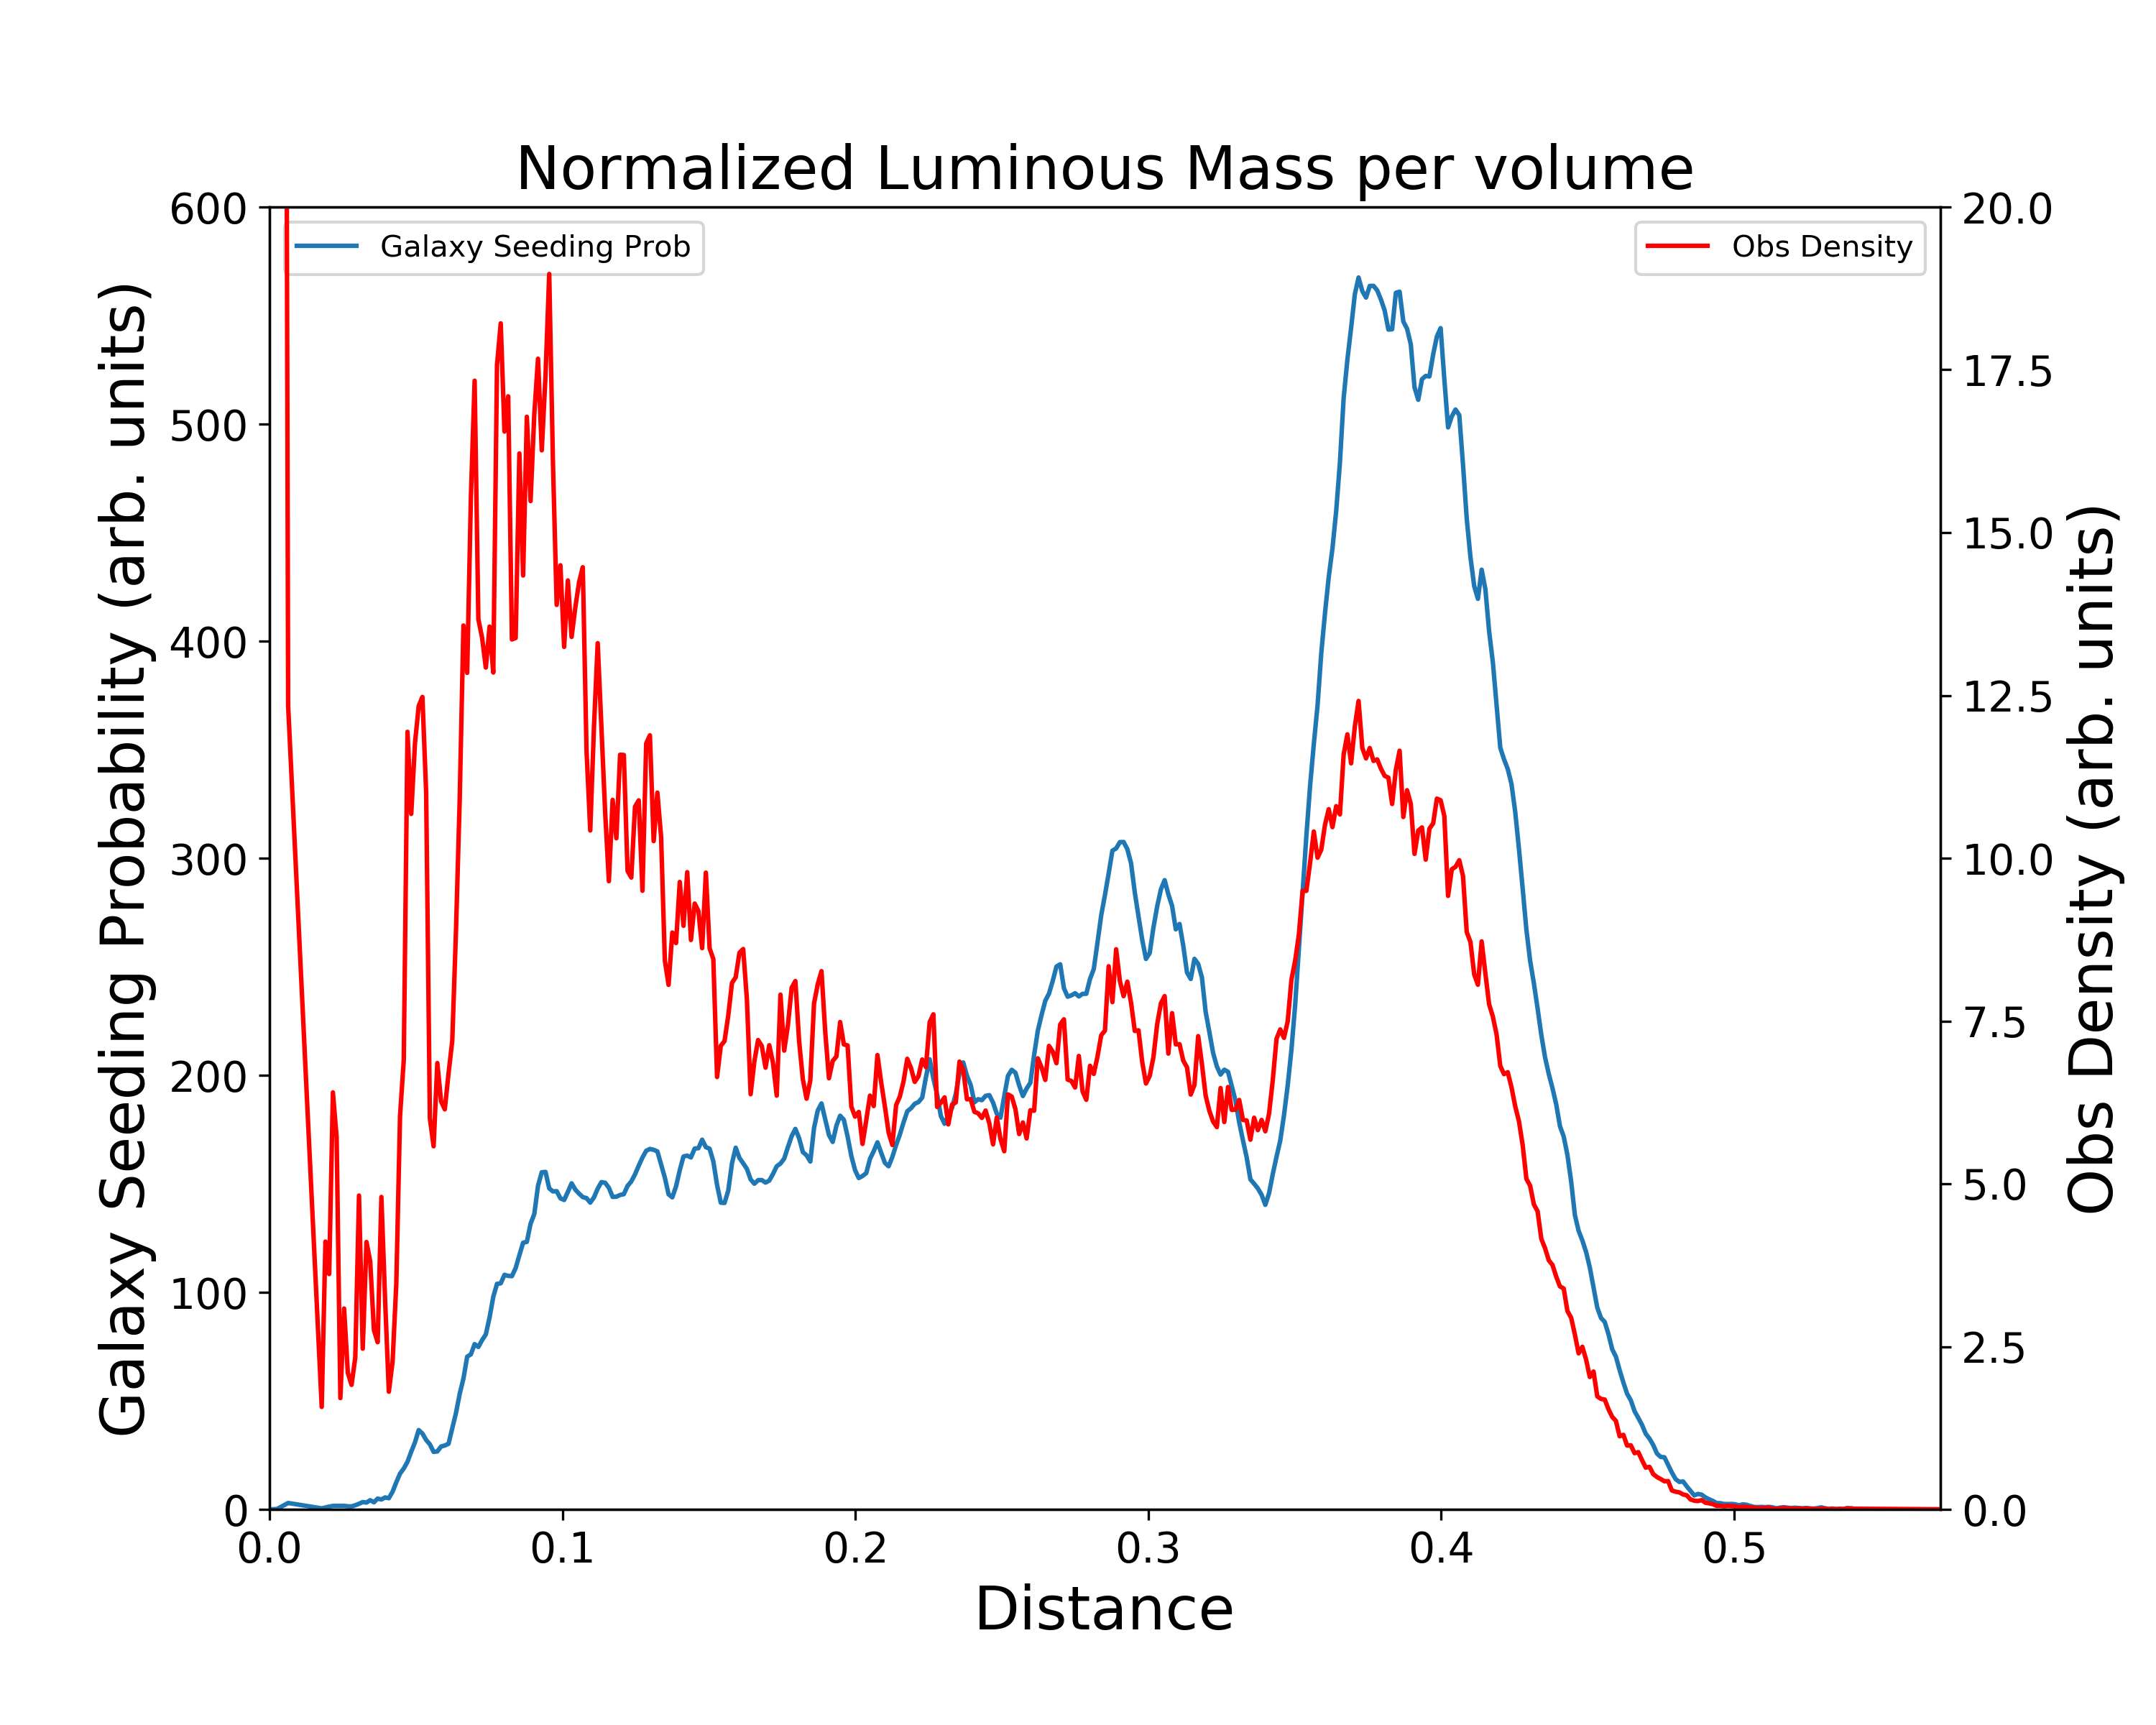 Normalized Luminous Mass per volume
Galaxy Seeding Prob
Obs Density
Galaxy Seeding Probability (arb. units)
600
500
400
300
200
100
0
20.0
17.5
15.0
12.5
10.0
7.5
5.0
2.5
0.0
Obs Density (arb. units)
0.0 0.1 0.2 0.3 0.4 0.5
Distance